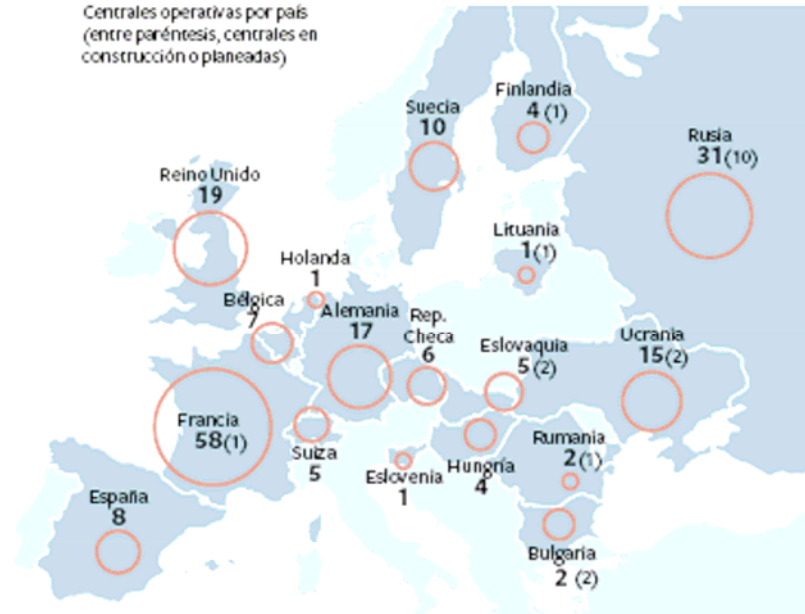 Centrales operativas por país
(entre paréntesis, centrales en
construcción o planeadas)
Finlandia
4 (1)
Suecia
10
Rusia
31(10)
Reino Unido
19
Lituania
1(1)
Holanda
1
Bélgica
7
Alemania
17
Rep.
Checa
6
Eslovaquia
5 (2)
Ucrania
15(2)
Francia
58(1)
Suiza
5
Eslovenia
1
Hungría
4
Rumania
2(1)
España
8
Bulgaria
2 (2)